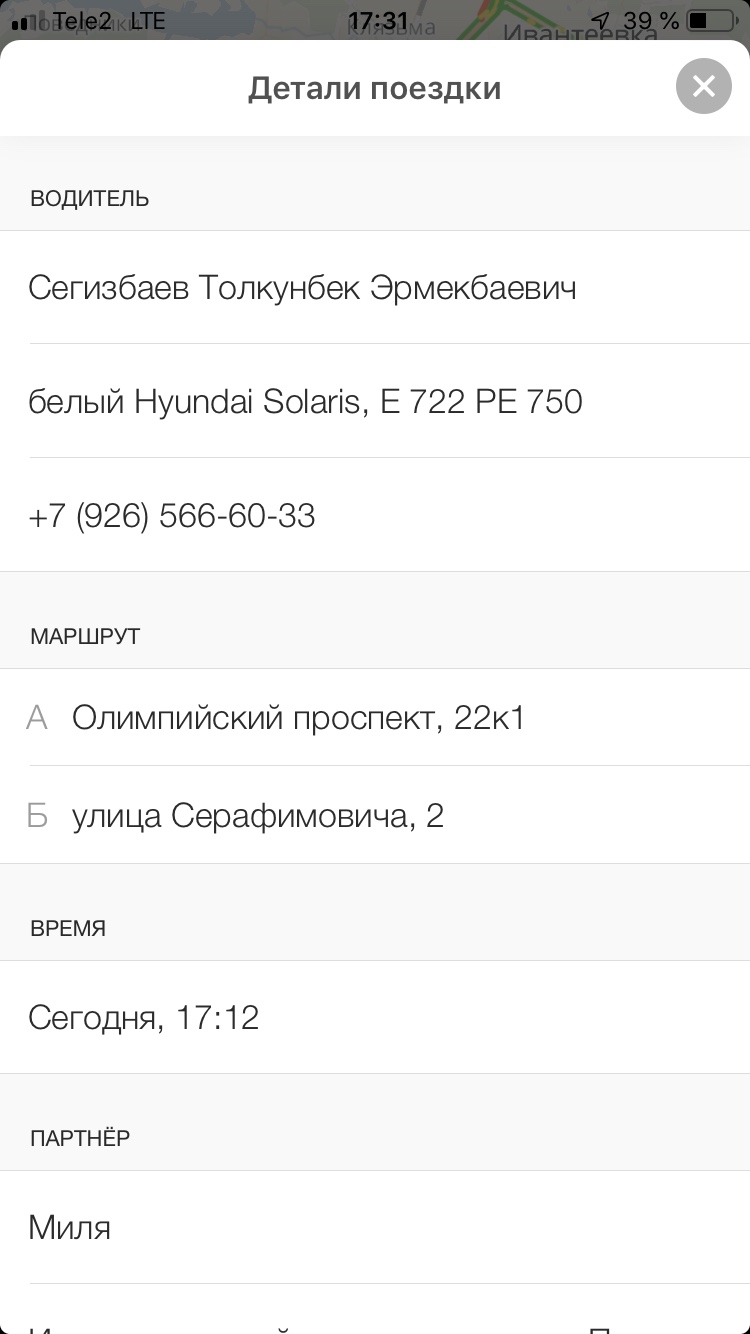 Tele2 LTE 17:31 39 %
клязьма
Ивантеевка
Детали поездки
ВОДИТЕЛЬ
Сегизбаев Толкунбек Эрмекбаевич
белый Hyundai Solaris, Е 722 РЕ 750
+7 (926) 566-60-33
МАРШРУТ
А Олимпийский проспект, 22к1
Б улица Серафимовича, 2
ВРЕМЯ
Сегодня, 17:12
ПАРТНЁР
Миля